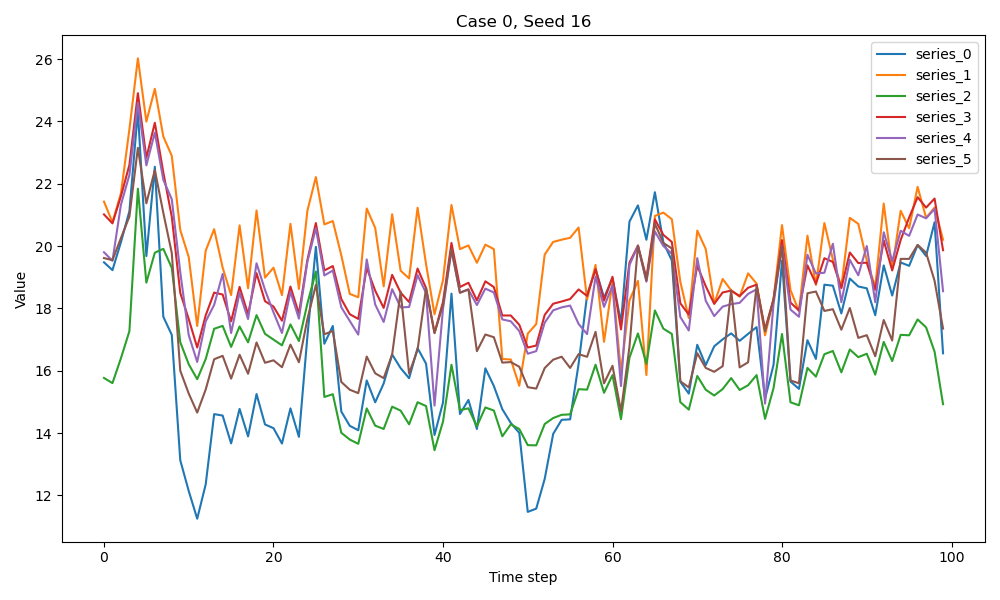 Case 0, Seed 16
Value
26
24
22
20
18
16
14
12
0
20
40
60
80
100
Time step
series_0
series_1
series_2
series_3
series_4
series_5